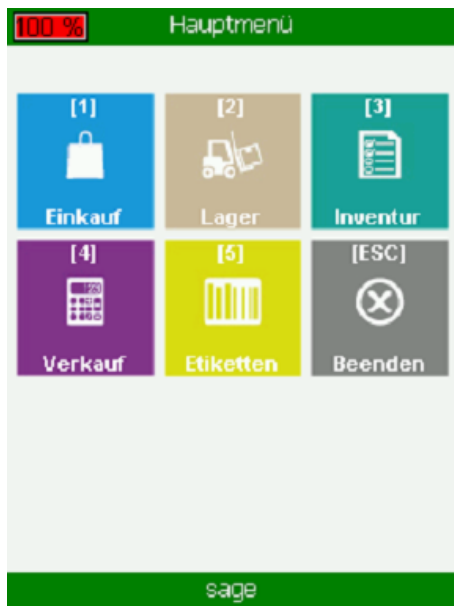 100 %
Hauptmenü
[1]
[2]
[3]
Einkauf
Lager
Inventur
[4]
[5]
[ESC]
Verkauf
Etiketten
Beenden
sage